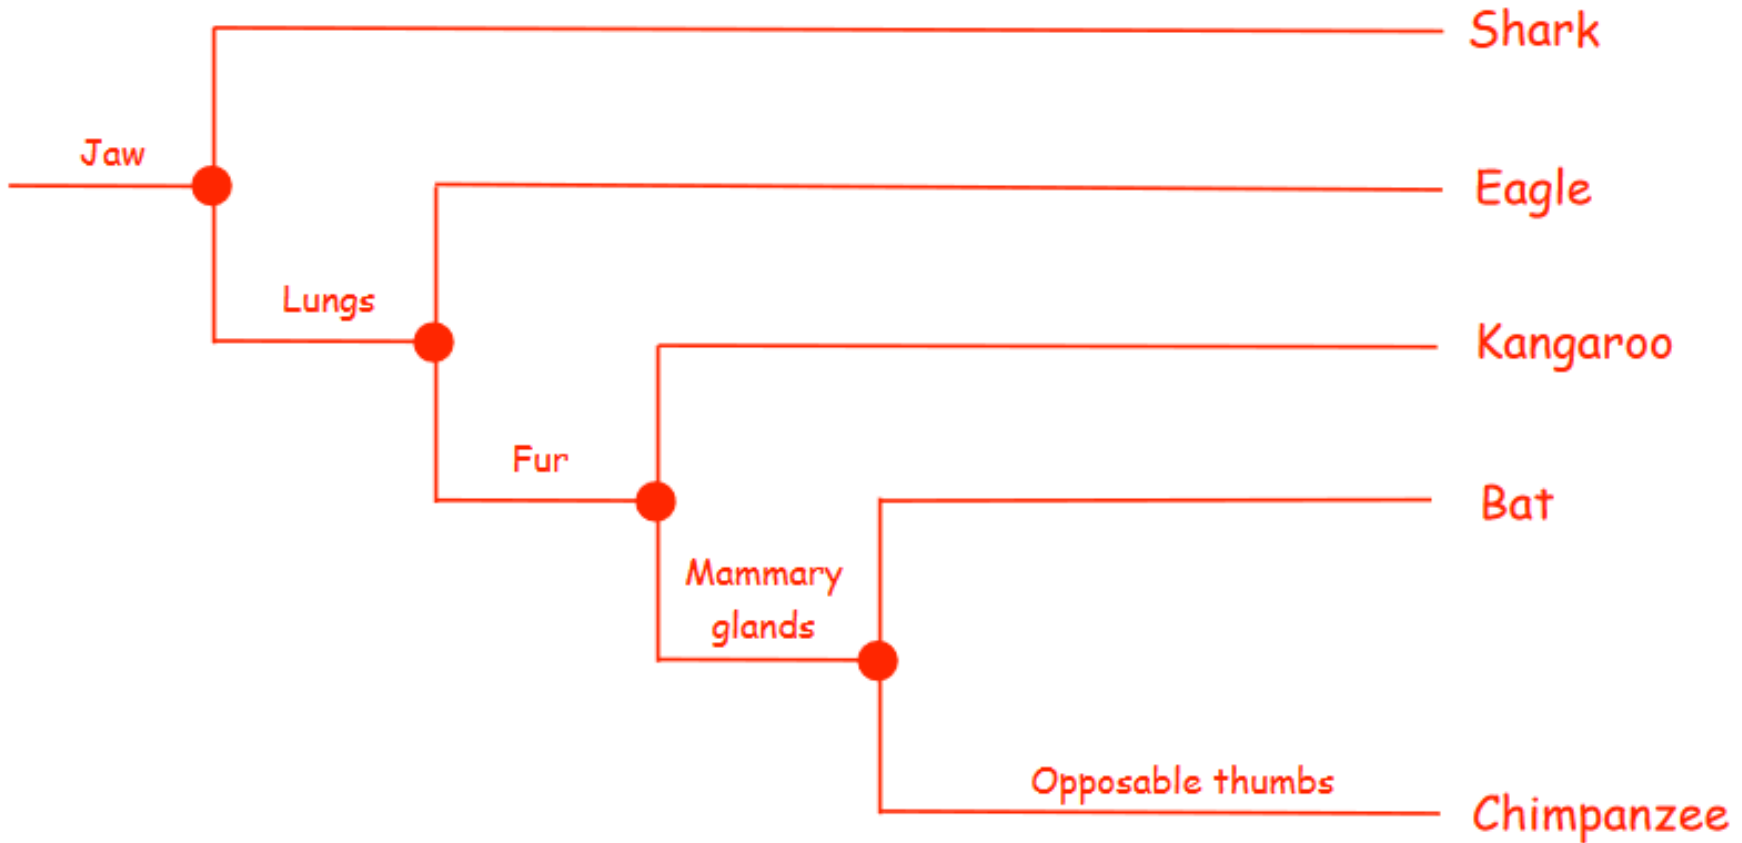 Shark
Jaw
Eagle
Lungs
Kangaroo
Fur
Bat
Mammary
glands
Opposable thumbs
Chimpanzee